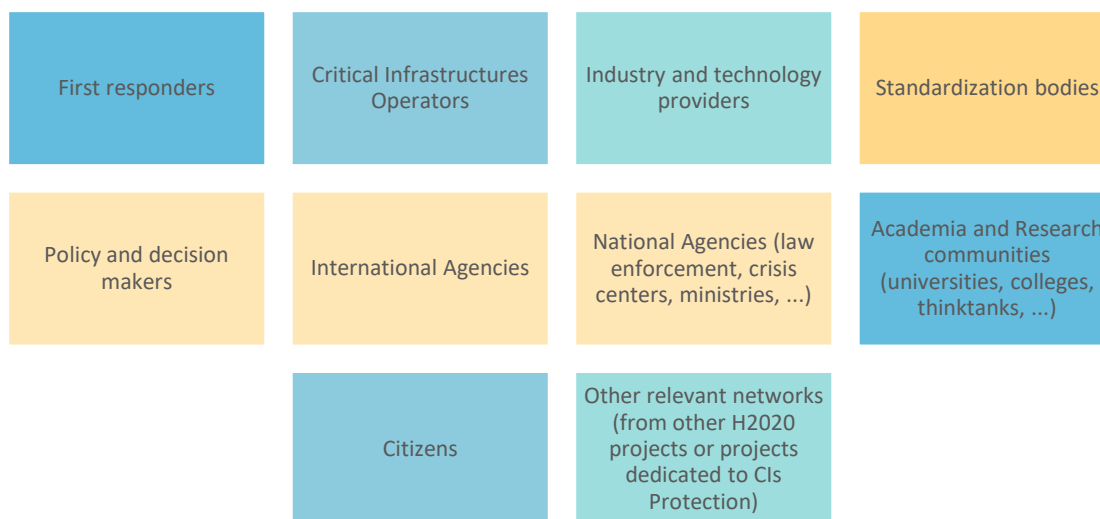 First responders
Critical Infrastructures
Operators
Industry and technology
providers
Standardization bodies
Policy and decision
makers
International Agencies
National Agencies (law
enforcement, crisis
centers, ministries, ...)
Academia and Research
communities
(universities, colleges,
thinktanks, ...)
Citizens
Other relevant networks
(from other H2020
projects or projects
dedicated to CIs
Protection)